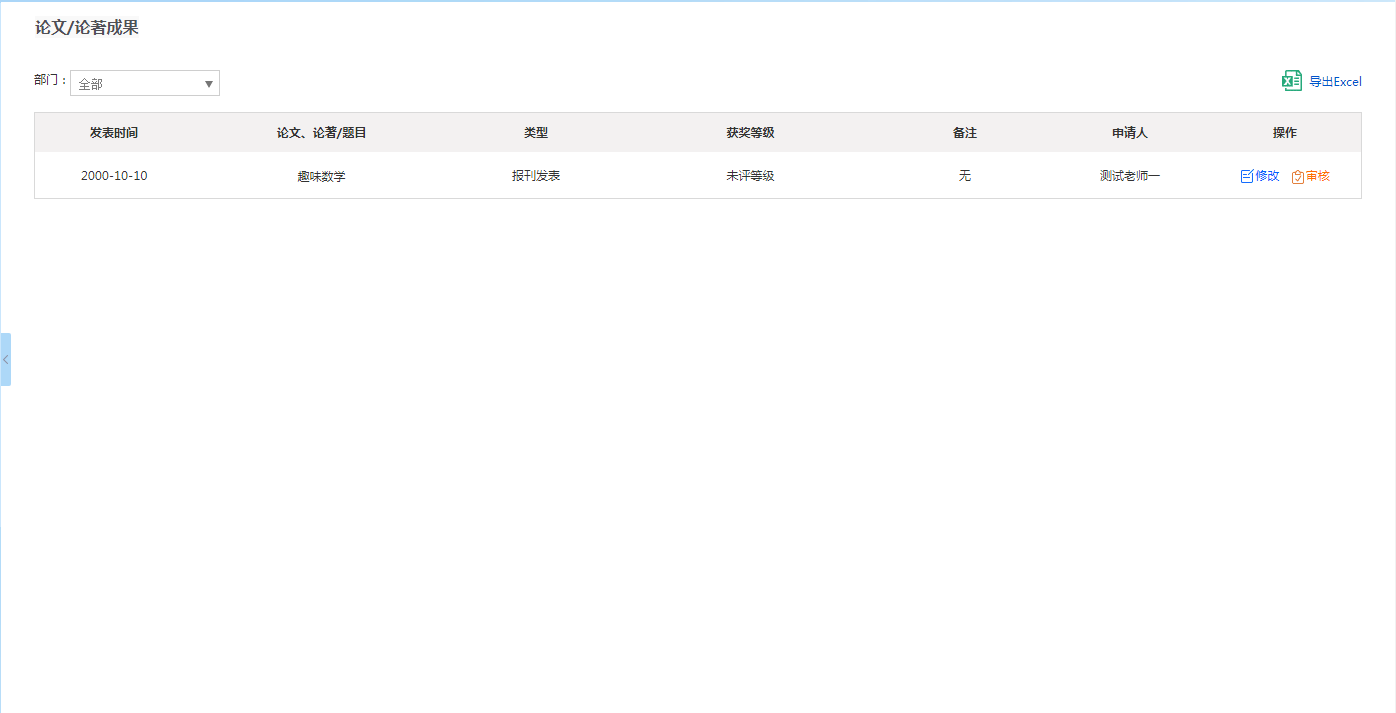 论文/论著成果
部门： 全部 ▼ 导出Excel
发表时间 论文、论著/题目 类型 获奖等级 备注 申请人 操作
2000-10-10 趣味数学 报刊发表 未评等级 无 测试老师一 修改 审核